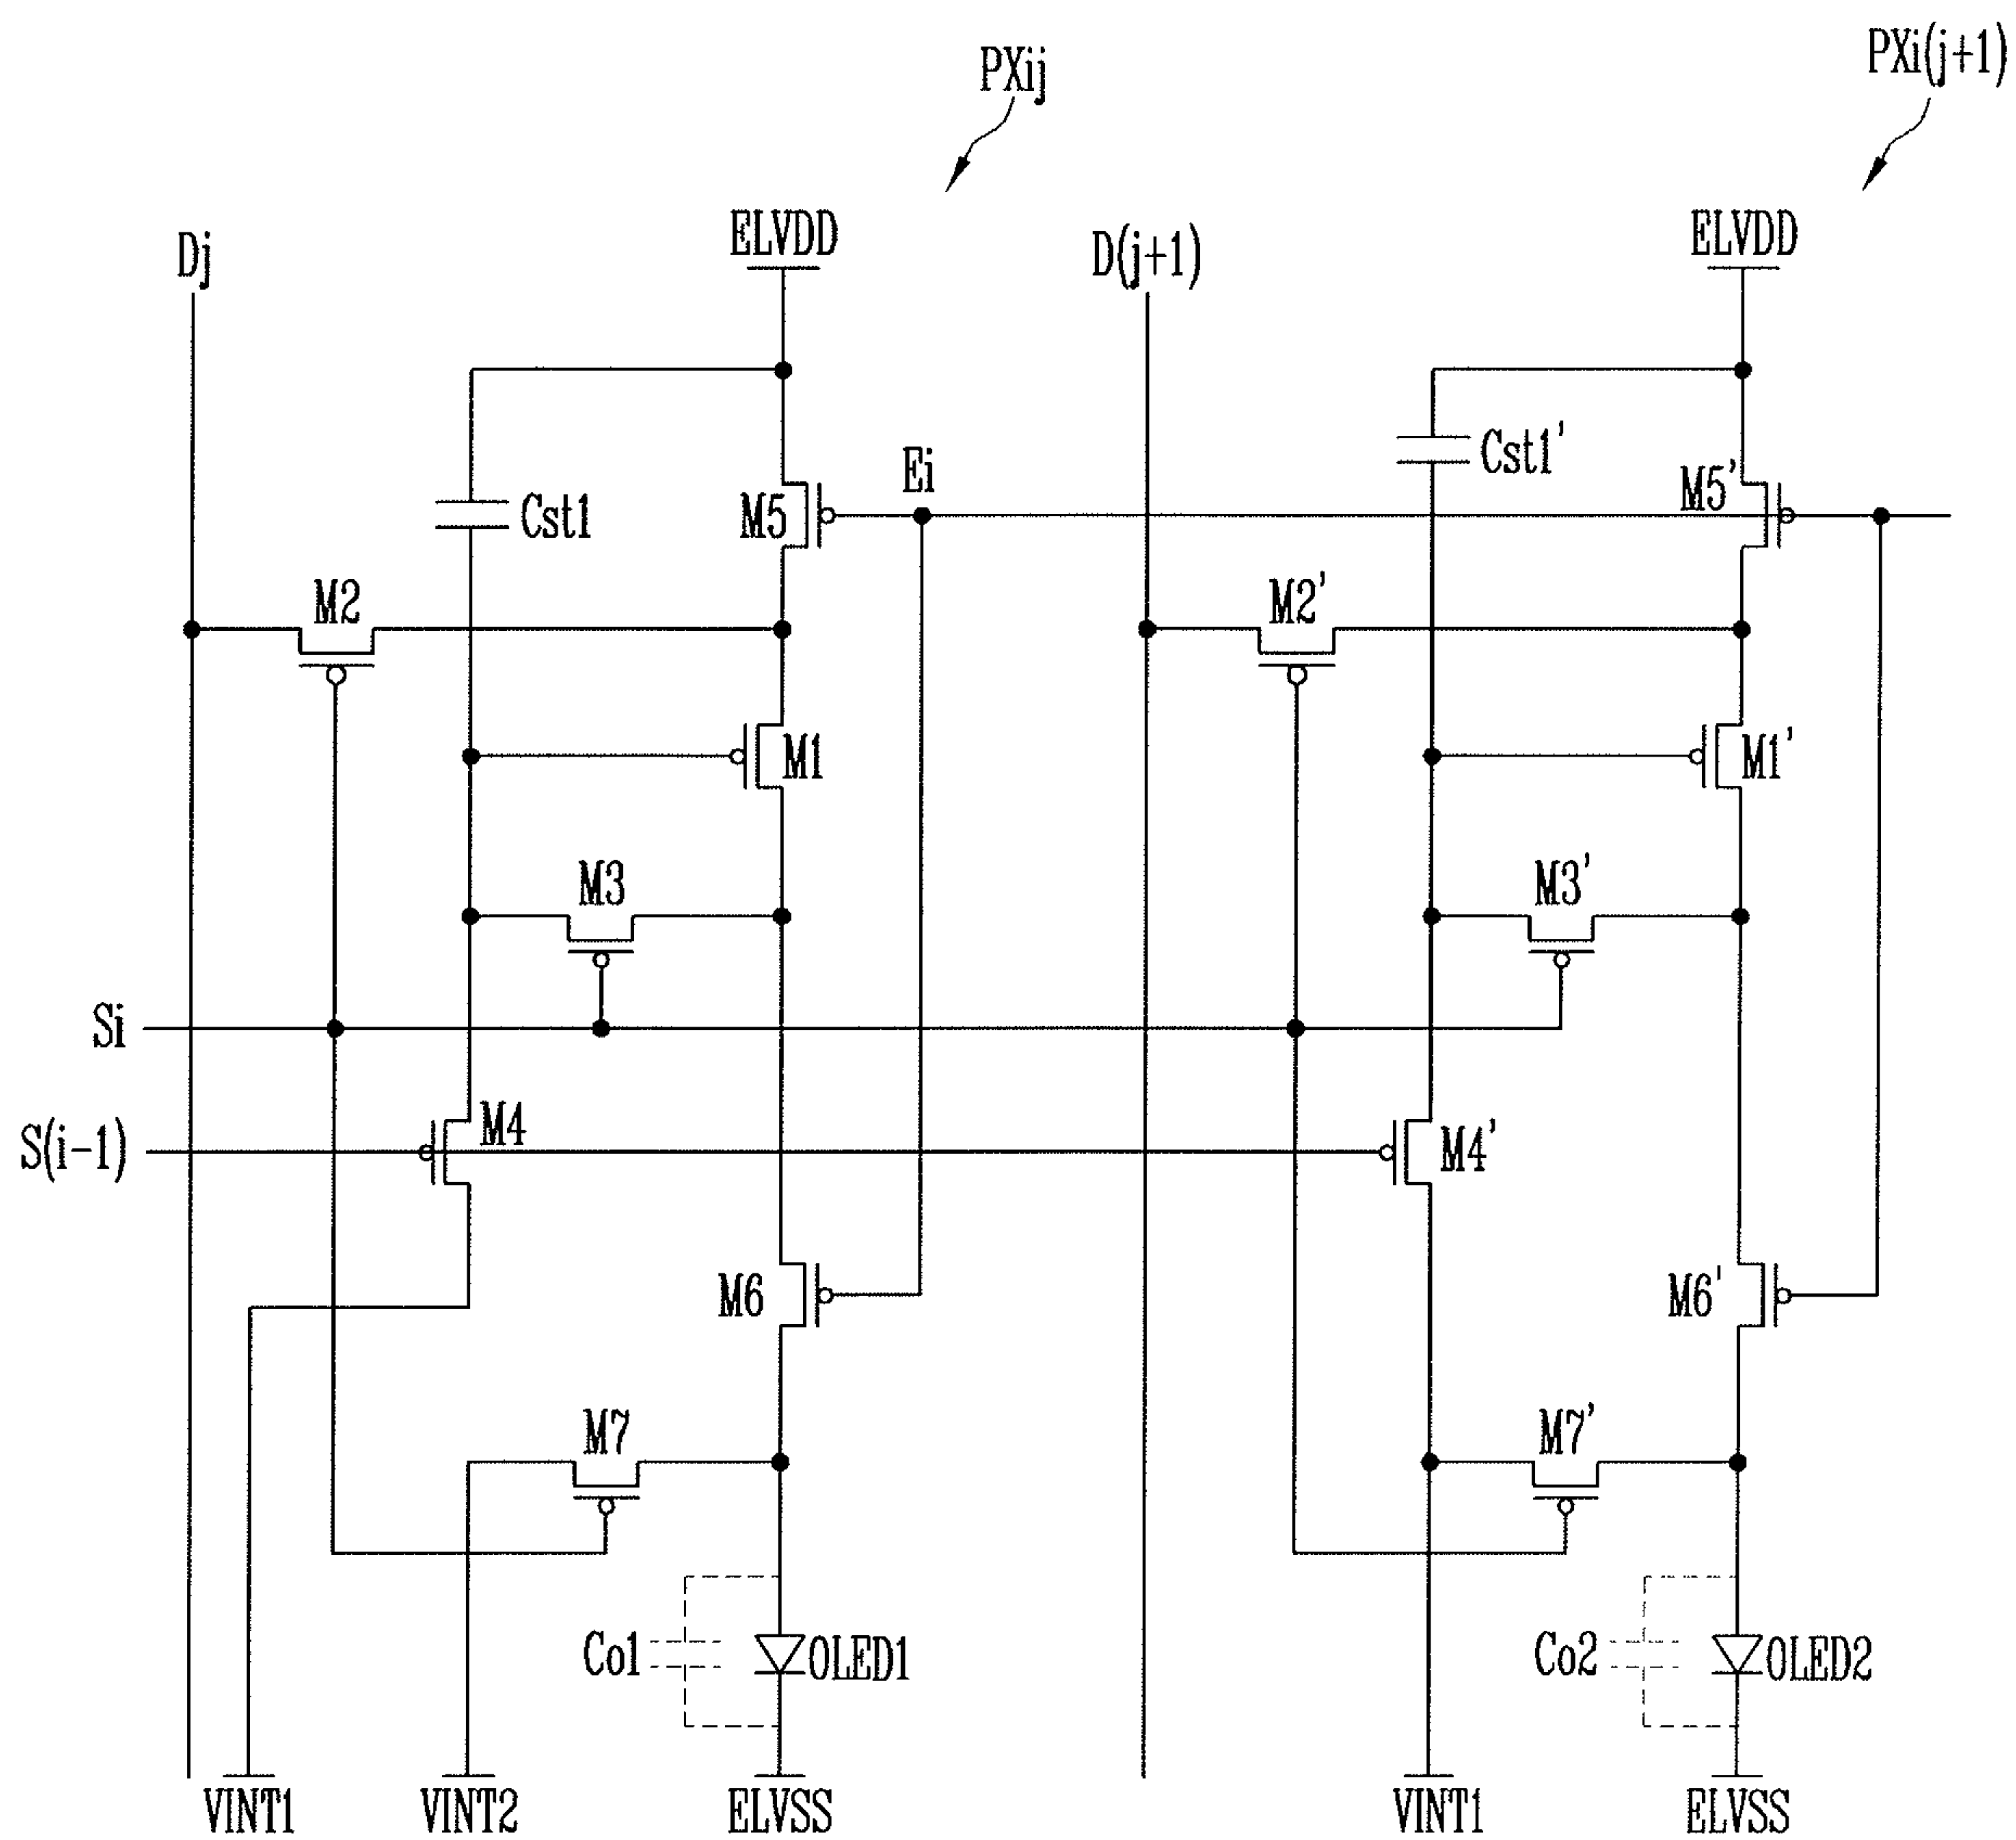 PXij
PXi(j+1)
Dj
ELVDD
D(j+1)
ELVDD
Cst1
M5
Ei
Cst1'
M5'
M2
M2'
M1
M1'
M3
M3'
Si
S(i-1)
M4
M4'
M6
M6'
M7
M7'
Co1
OLED1
Co2
OLED2
VINT1
VINT2
ELVSS
VINT1
ELVSS